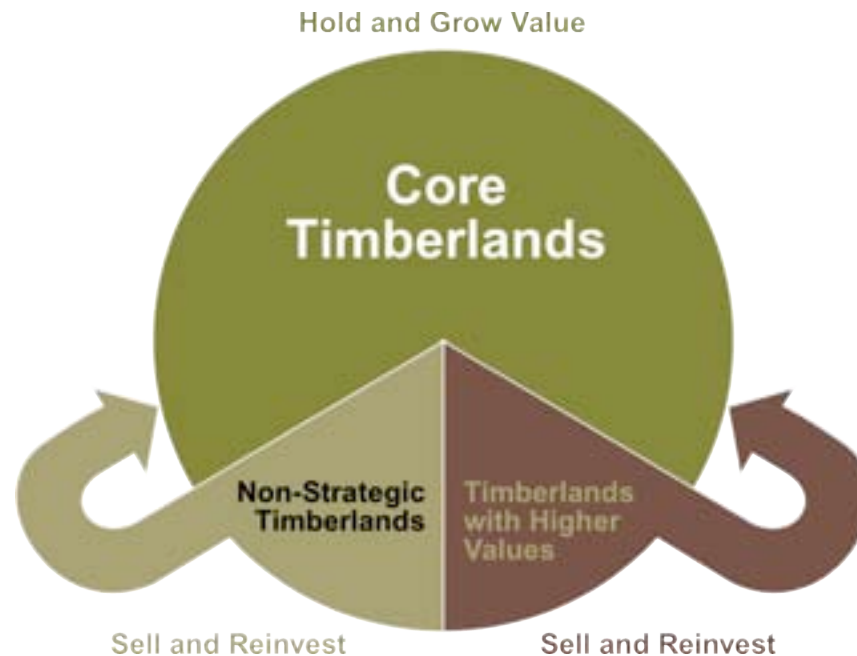 Hold and Grow Value
Core
Timberlands
Non-Strategic
Timberlands
Timberlands
with Higher
Values
Sell and Reinvest
Sell and Reinvest